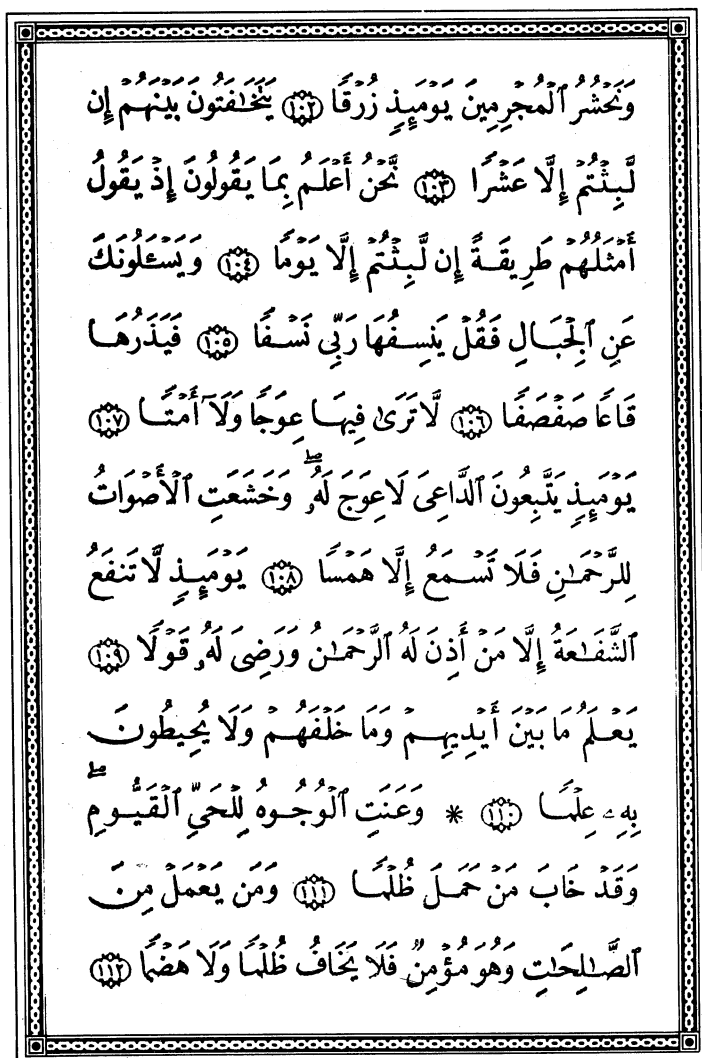 وَنَحْشُرُ ٱلْمُجْرِمِينَ يَوْمَئِذٍ زُرْقًا ١٠٢ يَتَخَٰفَتُونَ بَيْنَهُمْ إِن
لَّبِثْتُمْ إِلَّا عَشْرًا ١٠٣ نَّحْنُ أَعْلَمُ بِمَا يَقُولُونَ إِذْ يَقُولُ
أَمْثَلُهُمْ طَرِيقَةً إِن لَّبِثْتُمْ إِلَّا يَوْمًا ١٠٤ وَيَسْـَٔلُونَكَ
عَنِ ٱلْجِبَالِ فَقُلْ يَنسِفُهَا رَبِّى نَسْفًا ١٠٥ فَيَذَرُهَا
قَاعًا صَفْصَفًا ١٠٦ لَّا تَرَىٰ فِيهَا عِوَجًا وَلَآ أَمْتًا ١٠٧
يَوْمَئِذٍ يَتَّبِعُونَ ٱلدَّاعِىَ لَا عِوَجَ لَهُۥ ۖ وَخَشَعَتِ ٱلْأَصْوَاتُ
لِلرَّحْمَٰنِ فَلَا تَسْمَعُ إِلَّا هَمْسًا ١٠٨ يَوْمَئِذٍ لَّا تَنفَعُ
ٱلشَّفَٰعَةُ إِلَّا مَنْ أَذِنَ لَهُ ٱلرَّحْمَٰنُ وَرَضِىَ لَهُۥ قَوْلًا ١٠٩
يَعْلَمُ مَا بَيْنَ أَيْدِيهِمْ وَمَا خَلْفَهُمْ وَلَا يُحِيطُونَ
بِهِۦ عِلْمًا ١١٠ * وَعَنَتِ ٱلْوُجُوهُ لِلْحَىِّ ٱلْقَيُّومِ ۖ
وَقَدْ خَابَ مَنْ حَمَلَ ظُلْمًا ١١١ وَمَن يَعْمَلْ مِنَ
ٱلصَّٰلِحَٰتِ وَهُوَ مُؤْمِنٌ فَلَا يَخَافُ ظُلْمًا وَلَا هَضْمًا ١١٢